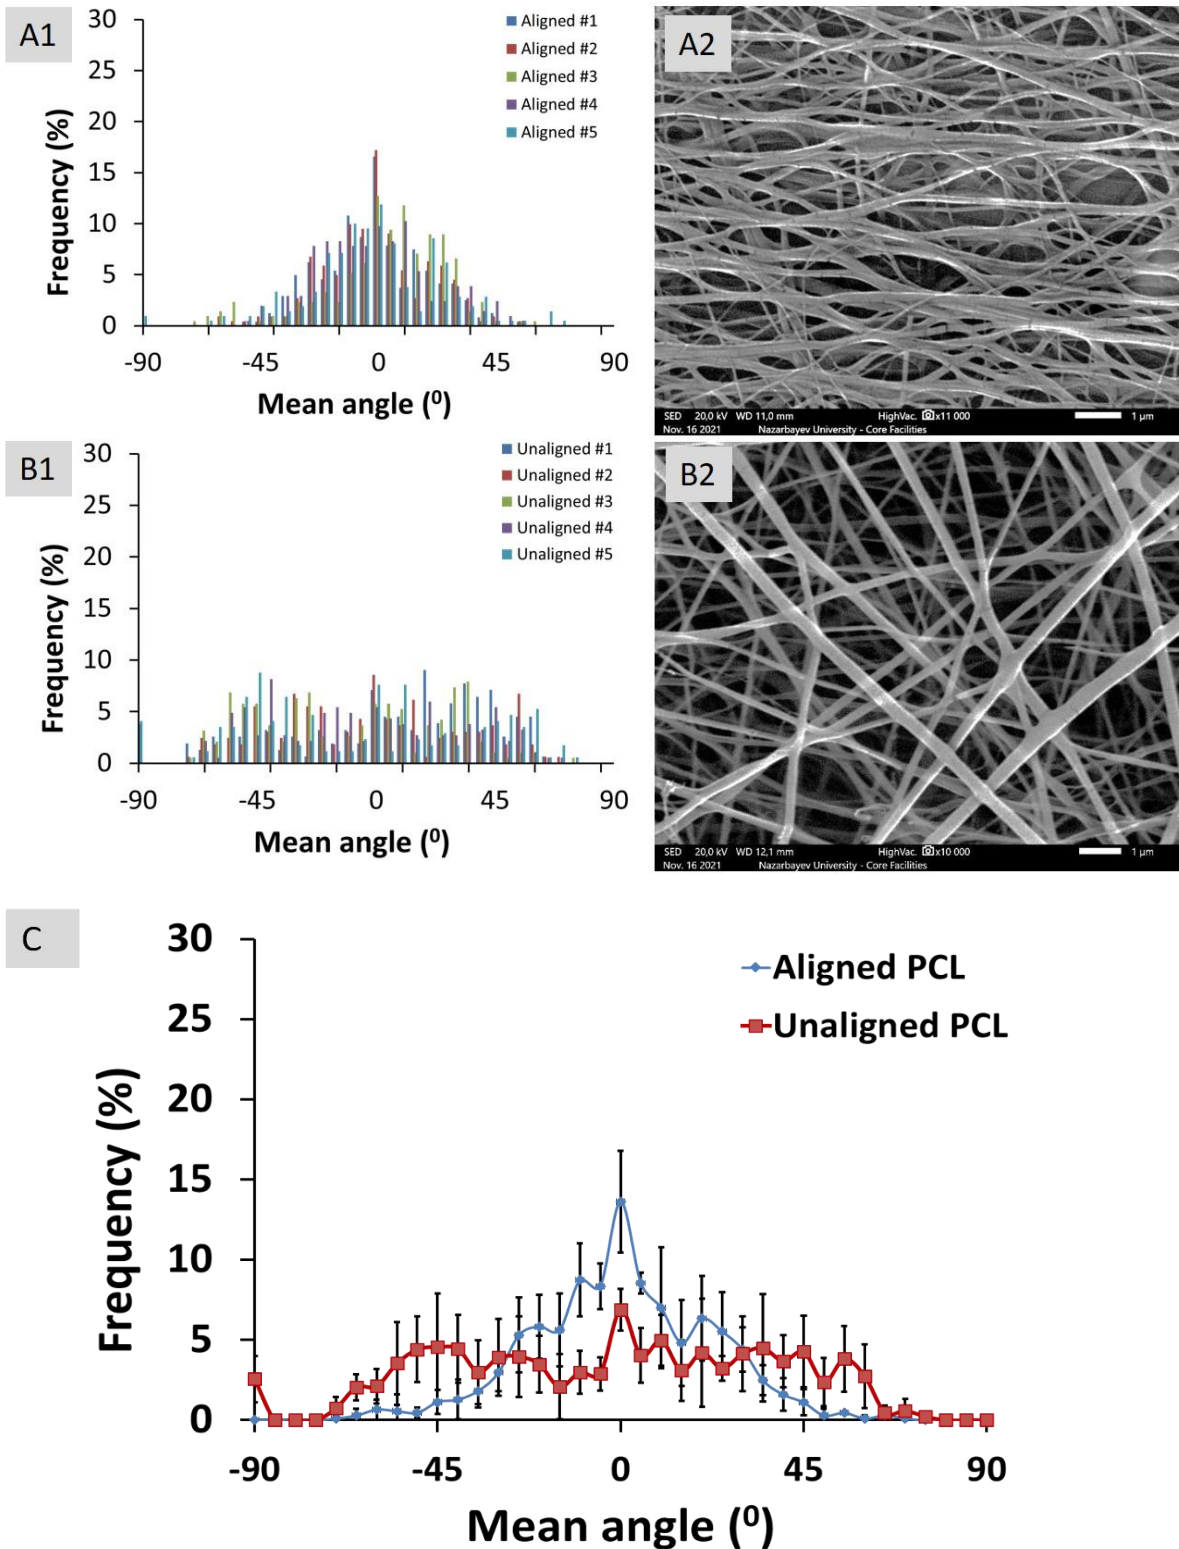 A1
30
25
20
15
10
5
0
Frequency (%)
-90 -45 0 45 90
Mean angle (⁰)
Aligned #1
Aligned #2
Aligned #3
Aligned #4
Aligned #5
A2
SED 20,0 kV WD 11,0 mm HighVac. x11 000 1 µm
Nov. 16 2021 Nazarbayev University - Core Facilities
B1
30
25
20
15
10
5
0
Frequency (%)
-90 -45 0 45 90
Mean angle (⁰)
Unaligned #1
Unaligned #2
Unaligned #3
Unaligned #4
Unaligned #5
B2
SED 20,0 kV WD 12,1 mm HighVac. x10 000 1 µm
Nov. 16 2021 Nazarbayev University - Core Facilities
C
30
25
20
15
10
5
0
Frequency (%)
-90 -45 0 45 90
Mean angle (⁰)
Aligned PCL
Unaligned PCL